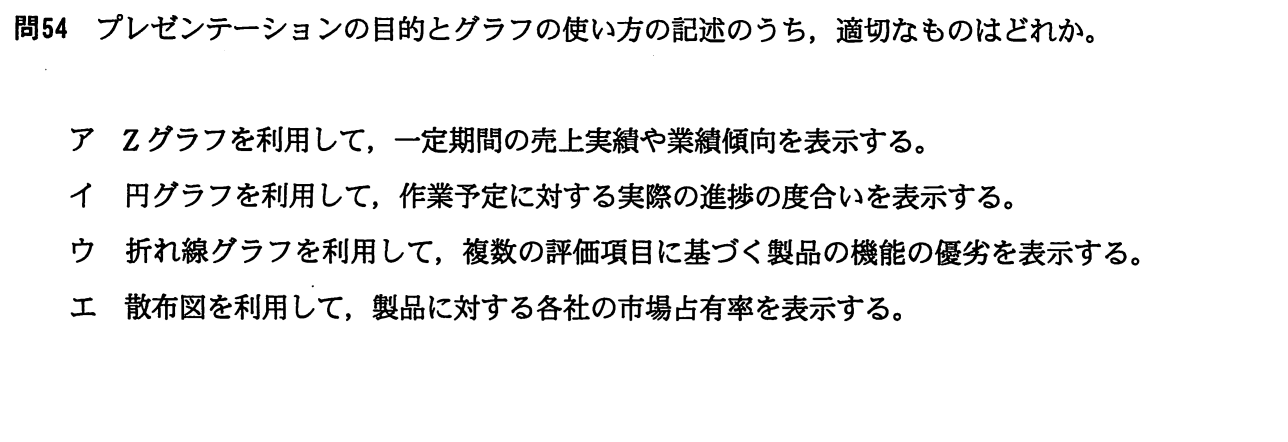 問54 プレゼンテーションの目的とグラフの使い方の記述のうち，適切なものはどれか。
ア Zグラフを利用して，一定期間の売上実績や業績傾向を表示する。
イ 円グラフを利用して，作業予定に対する実際の進捗の度合いを表示する。
ウ 折れ線グラフを利用して，複数の評価項目に基づく製品の機能の優劣を表示する。
エ 散布図を利用して，製品に対する各社の市場占有率を表示する。